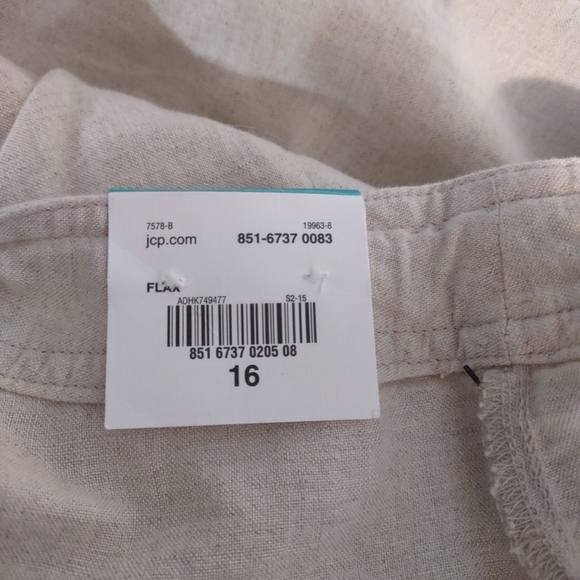 7578-B 19963-8
jcp.com 851-6737 0083
FLAX
ADHK749477 S2-15
851 6737 0205 08
16